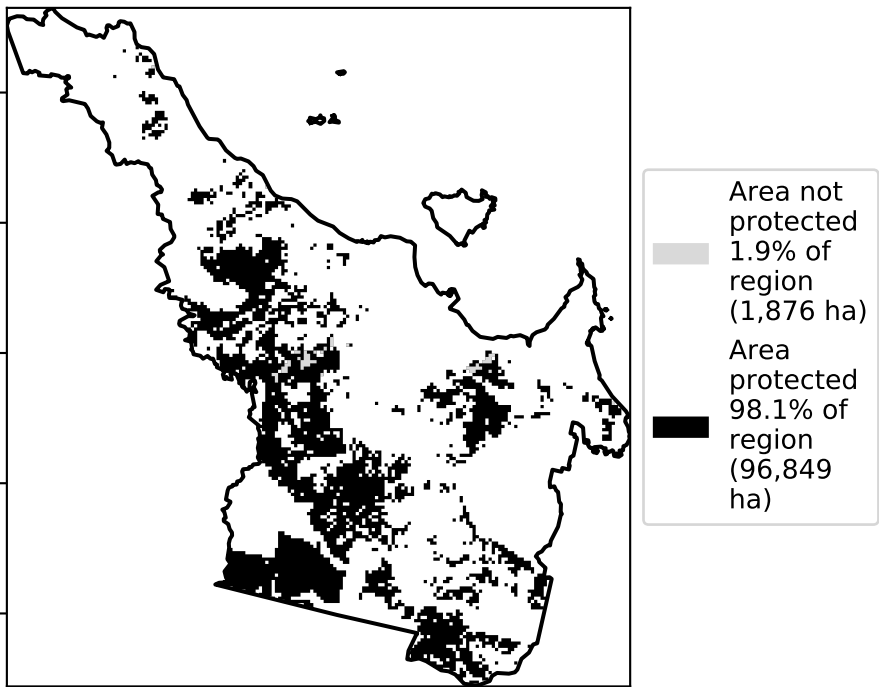 Area not
protected
1.9% of
region
(1,876 ha)
Area
protected
98.1% of
region
(96,849
ha)